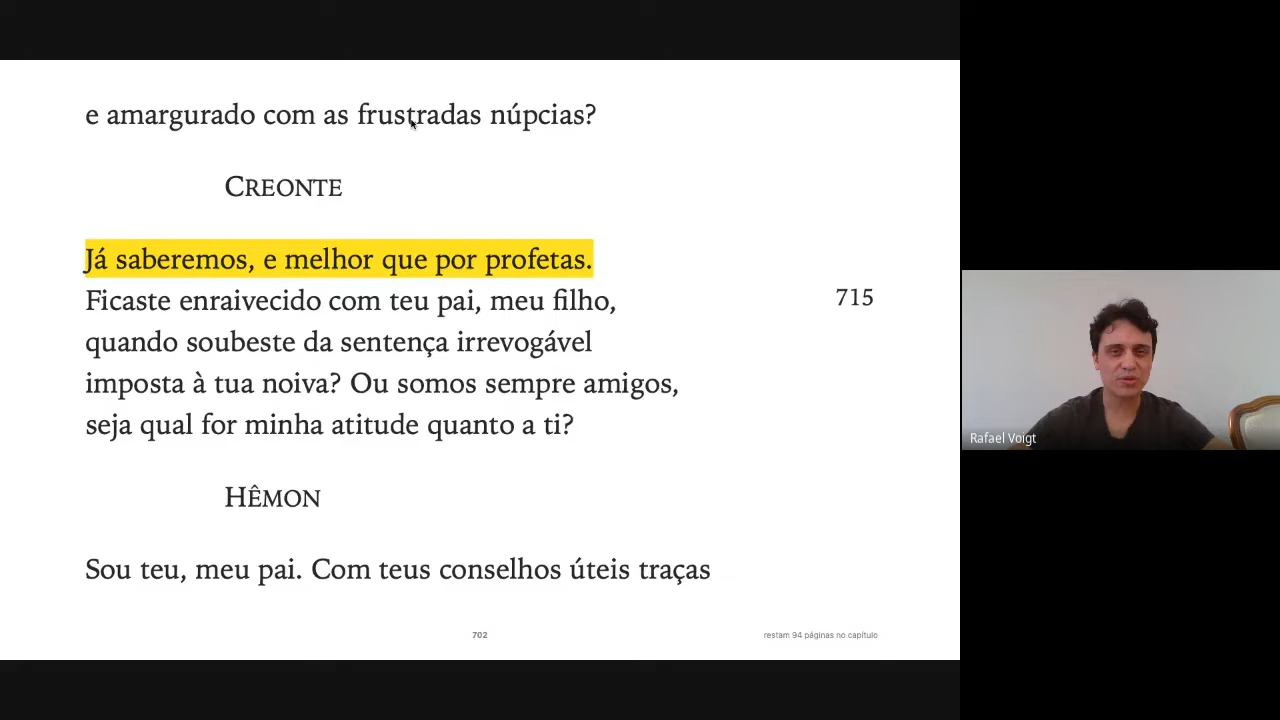 e amargurado com as frustradas núpcias?
CREONTE
Já saberemos, e melhor que por profetas.
Ficaste enraivecido com teu pai, meu filho,
715
quando soubeste da sentença irrevogável
imposta à tua noiva? Ou somos sempre amigos,
seja qual for minha atitude quanto a ti?
HÊMON
Sou teu, meu pai. Com teus conselhos úteis traças
702
restam 94 páginas no capítulo
Rafael Voigt